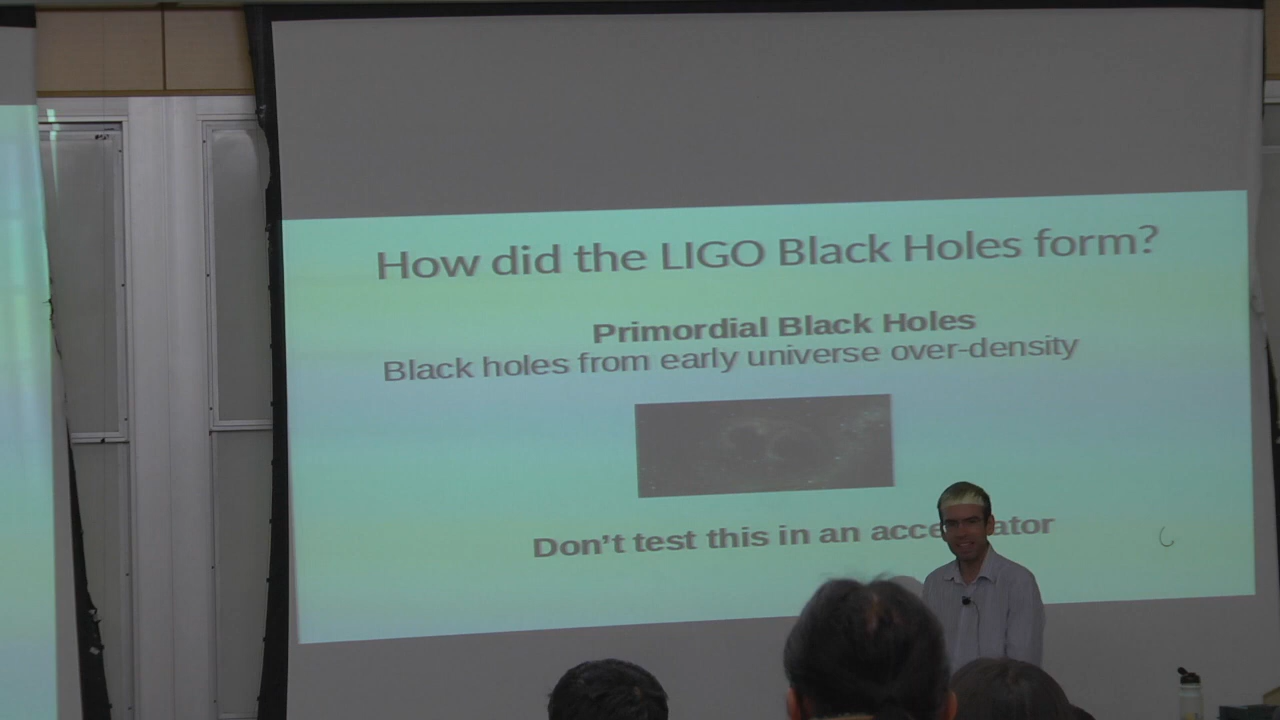 How did the LIGO Black Holes form?
Primordial Black Holes
Black holes from early universe over-density
Don't test this in an acce ator